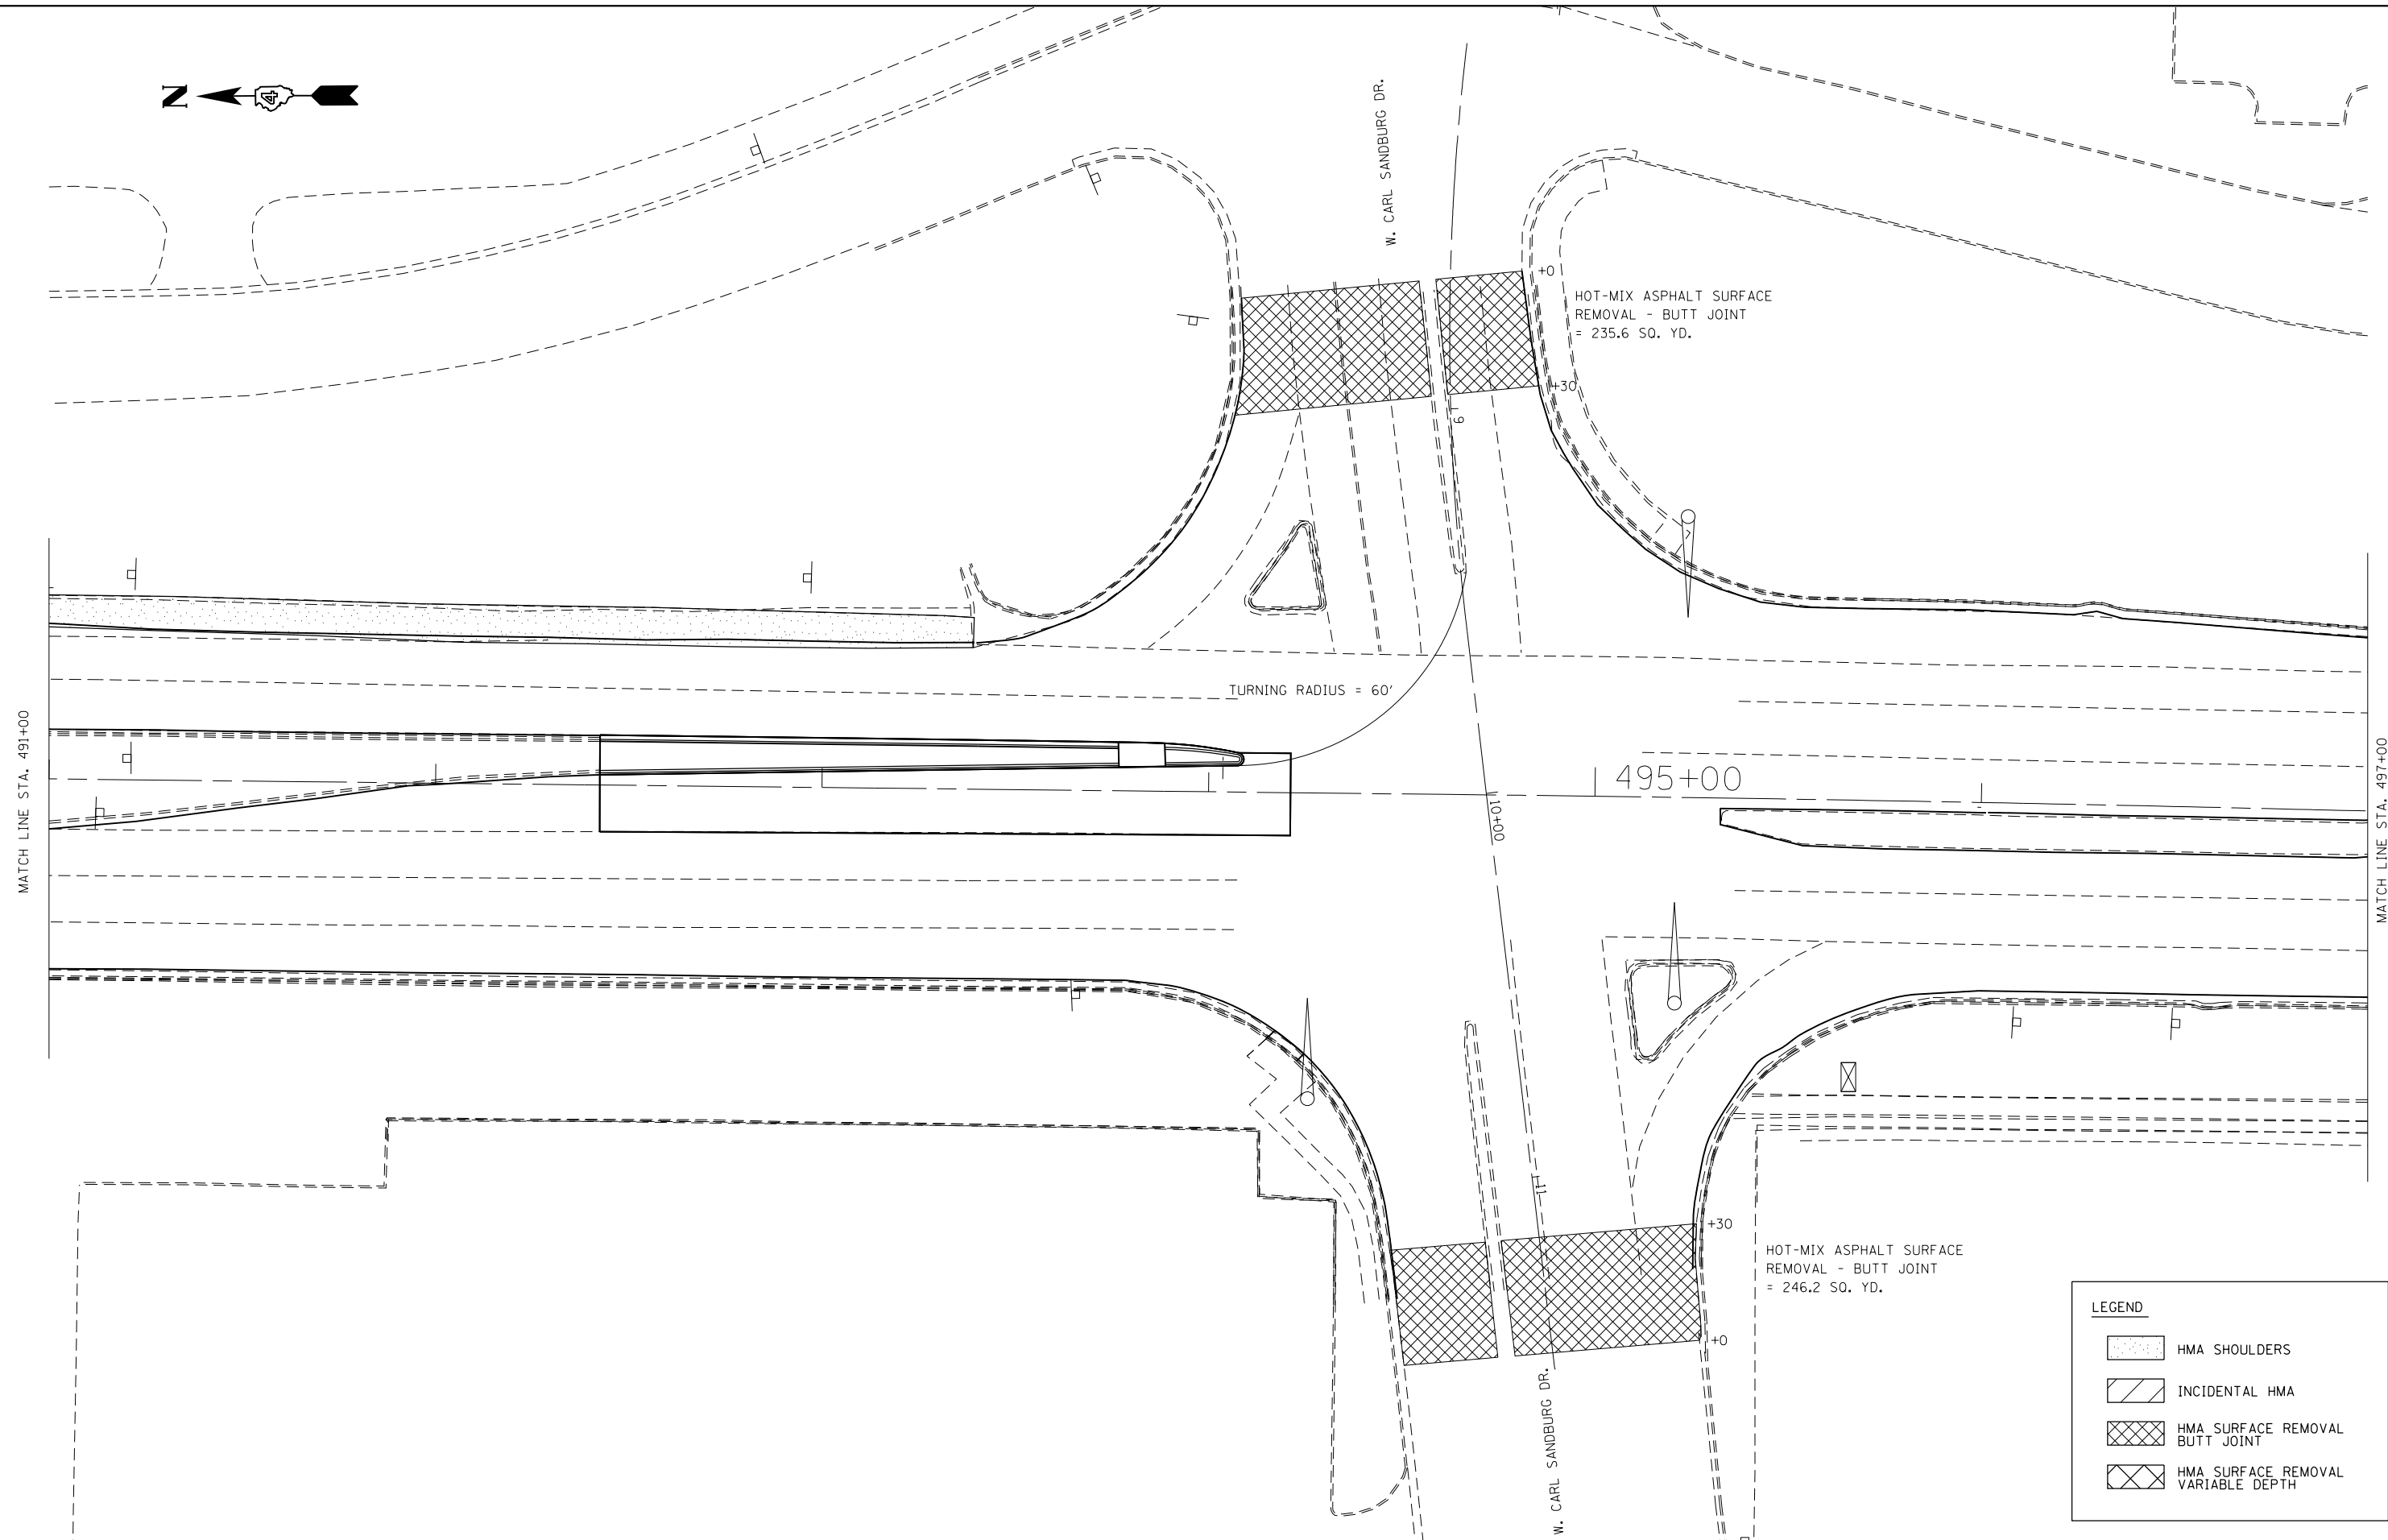 N
4
W. CARL SANDBURG DR.
+0
HOT-MIX ASPHALT SURFACE
REMOVAL - BUTT JOINT
= 235.6 SQ. YD.
+30
9
TURNING RADIUS = 60'
MATCH LINE STA. 491+00
495+00
10+00
MATCH LINE STA. 497+00
11
+30
HOT-MIX ASPHALT SURFACE
REMOVAL - BUTT JOINT
= 246.2 SQ. YD.
+0
W. CARL SANDBURG DR.
LEGEND
HMA SHOULDERS
INCIDENTAL HMA
HMA SURFACE REMOVAL
BUTT JOINT
HMA SURFACE REMOVAL
VARIABLE DEPTH